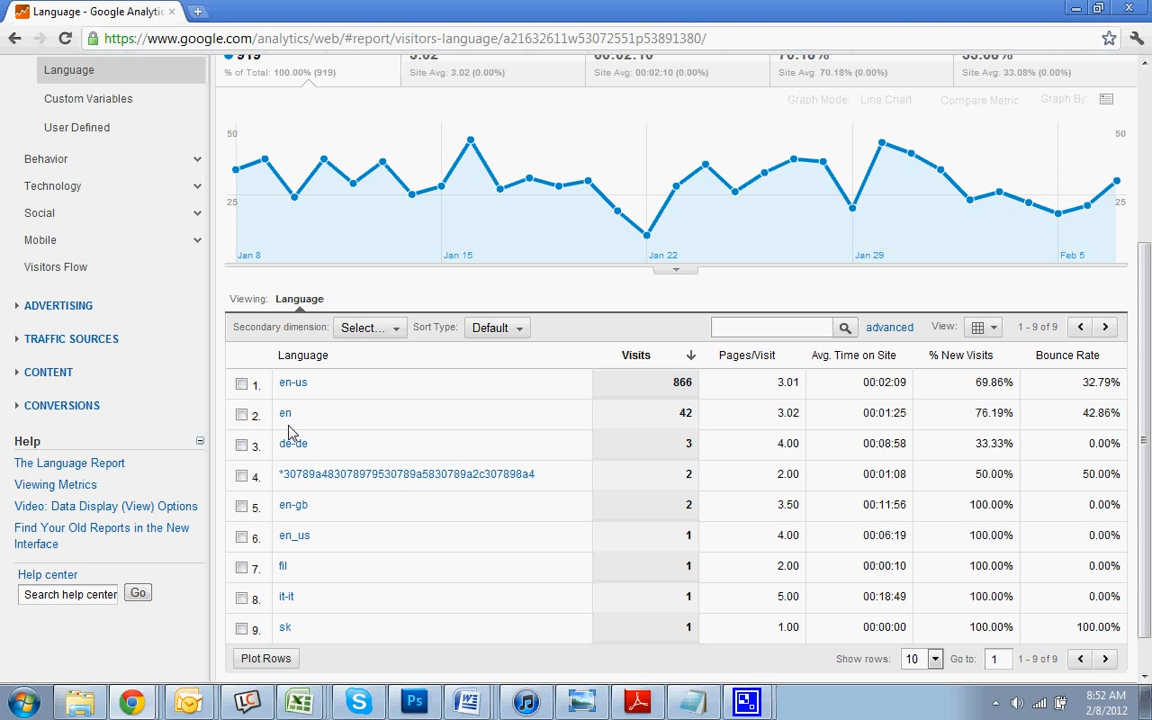 Language - Google Analytic
https://www.google.com/analytics/web/#report/visitors-language/a21632611w53072551p53891380/
919 3.02 00:02:10 70.18% 33.08%
% of Total: 100.00% (919) Site Avg: 3.02 (0.00%) Site Avg: 00:02:10 (0.00%) Site Avg: 70.18% (0.00%) Site Avg: 33.08% (0.00%)
Language
Custom Variables
User Defined
Behavior
Technology
Social
Mobile
Visitors Flow
ADVERTISING
TRAFFIC SOURCES
CONTENT
CONVERSIONS
Help
The Language Report
Viewing Metrics
Video: Data Display (View) Options
Find Your Old Reports in the New
Interface
Help center
Search help center Go
Graph Mode: Line Chart Compare Metric Graph By:
50 50
25 25
Jan 8 Jan 15 Jan 22 Jan 29 Feb 5
Viewing: Language
Secondary dimension: Select... Sort Type: Default advanced View: 1 - 9 of 9
Language Visits Pages/Visit Avg. Time on Site % New Visits Bounce Rate
1. en-us 866 3.01 00:02:09 69.86% 32.79%
2. en 42 3.02 00:01:25 76.19% 42.86%
3. de-de 3 4.00 00:08:58 33.33% 0.00%
4. *30789a483078979530789a5830789a2c307898a4 2 2.00 00:01:08 50.00% 50.00%
5. en-gb 2 3.50 00:11:56 100.00% 0.00%
6. en_us 1 4.00 00:06:19 100.00% 0.00%
7. fil 1 2.00 00:00:10 100.00% 0.00%
8. it-it 1 5.00 00:18:49 100.00% 0.00%
9. sk 1 1.00 00:00:00 100.00% 100.00%
Plot Rows Show rows: 10 Go to: 1 1 - 9 of 9
8:52 AM
2/8/2012